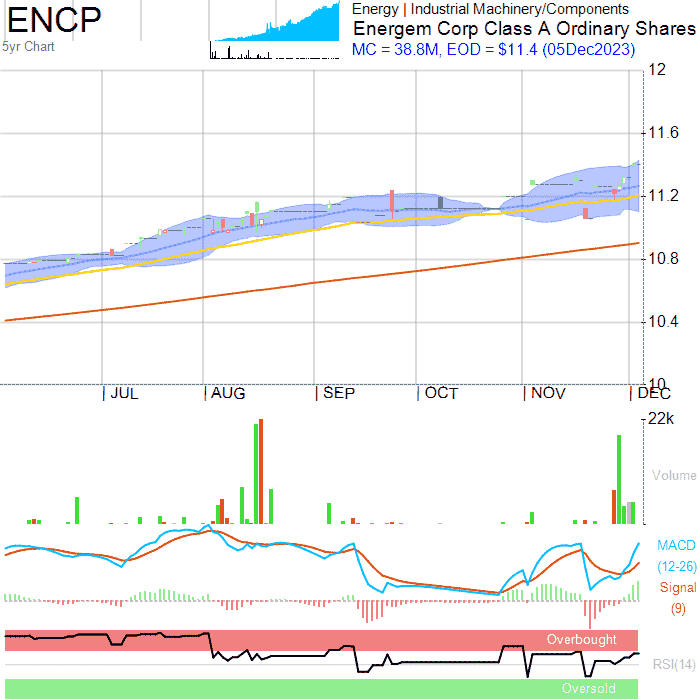 ENCP
5yr Chart
Energy | Industrial Machinery/Components
Energem Corp Class A Ordinary Shares
MC = 38.8M, EOD = $11.4 (05Dec2023)
12
11.6
11.2
10.8
10.4
10
| JUL | AUG | SEP | OCT | NOV | DEC
22k
Volume
MACD
(12-26)
Signal
(9)
Overbought
RSI(14)
Oversold